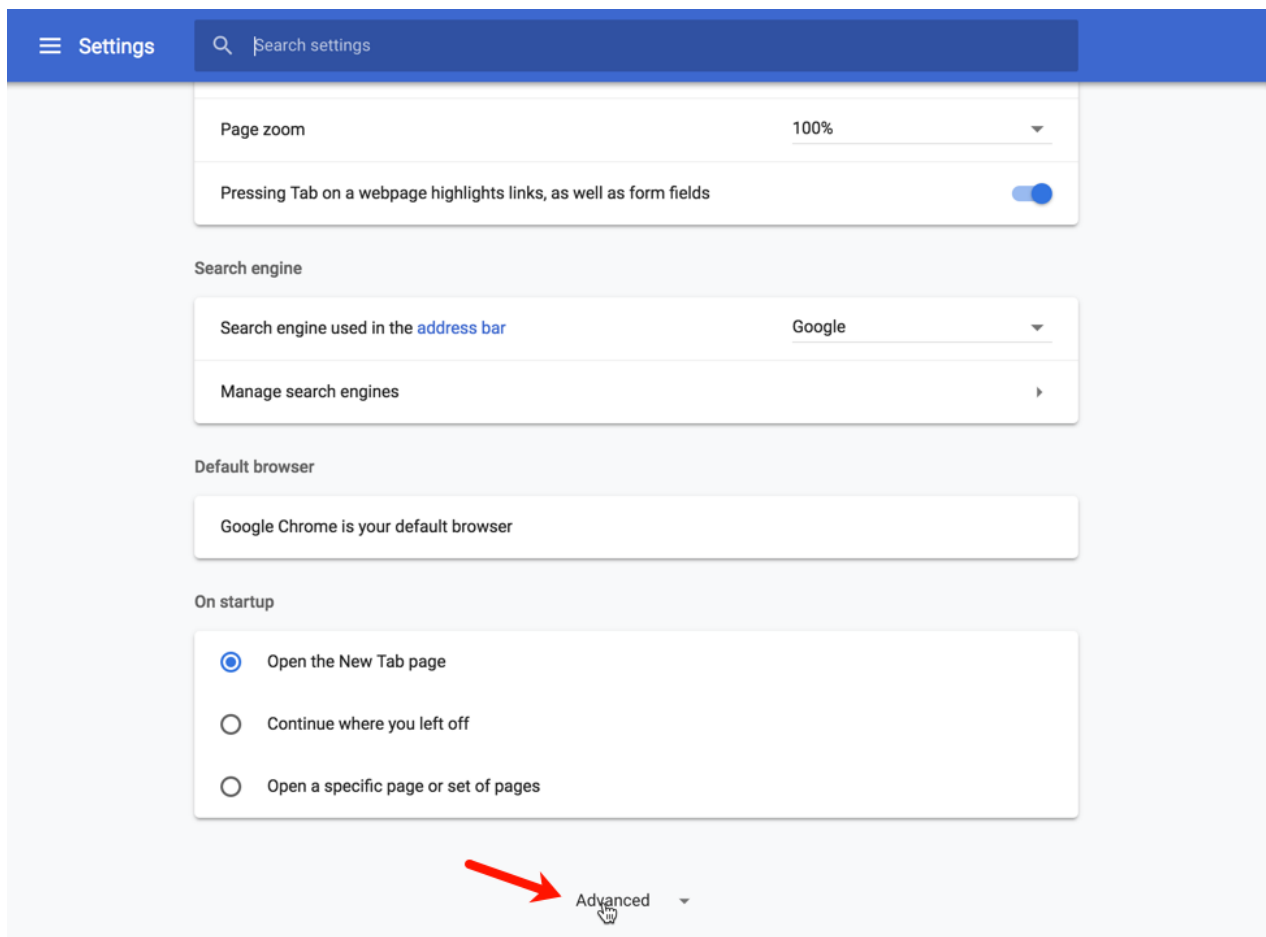 Settings
Search settings
Page zoom 100%
Pressing Tab on a webpage highlights links, as well as form fields
Search engine
Search engine used in the address bar Google
Manage search engines
Default browser
Google Chrome is your default browser
On startup
Open the New Tab page
Continue where you left off
Open a specific page or set of pages
Advanced